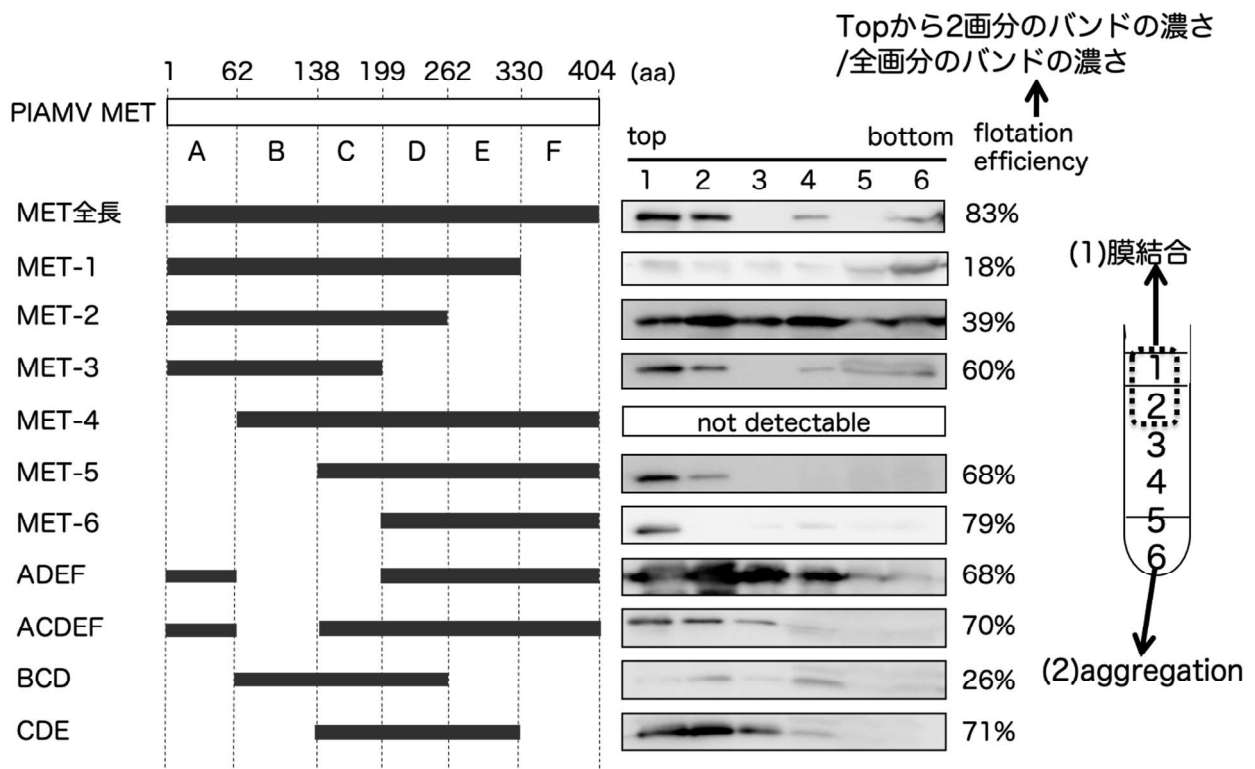 Topから2画分のバンドの濃さ
/全画分のバンドの濃さ
1 62 138 199 262 330 404 (aa)
PlAMV MET
A B C D E F
top bottom
flotation
efficiency
1 2 3 4 5 6
MET全長 83%
MET-1 18%
MET-2 39%
MET-3 60%
MET-4 not detectable
MET-5 68%
MET-6 79%
ADEF 68%
ACDEF 70%
BCD 26%
CDE 71%
(1)膜結合
1
2
3
4
5
6
(2)aggregation